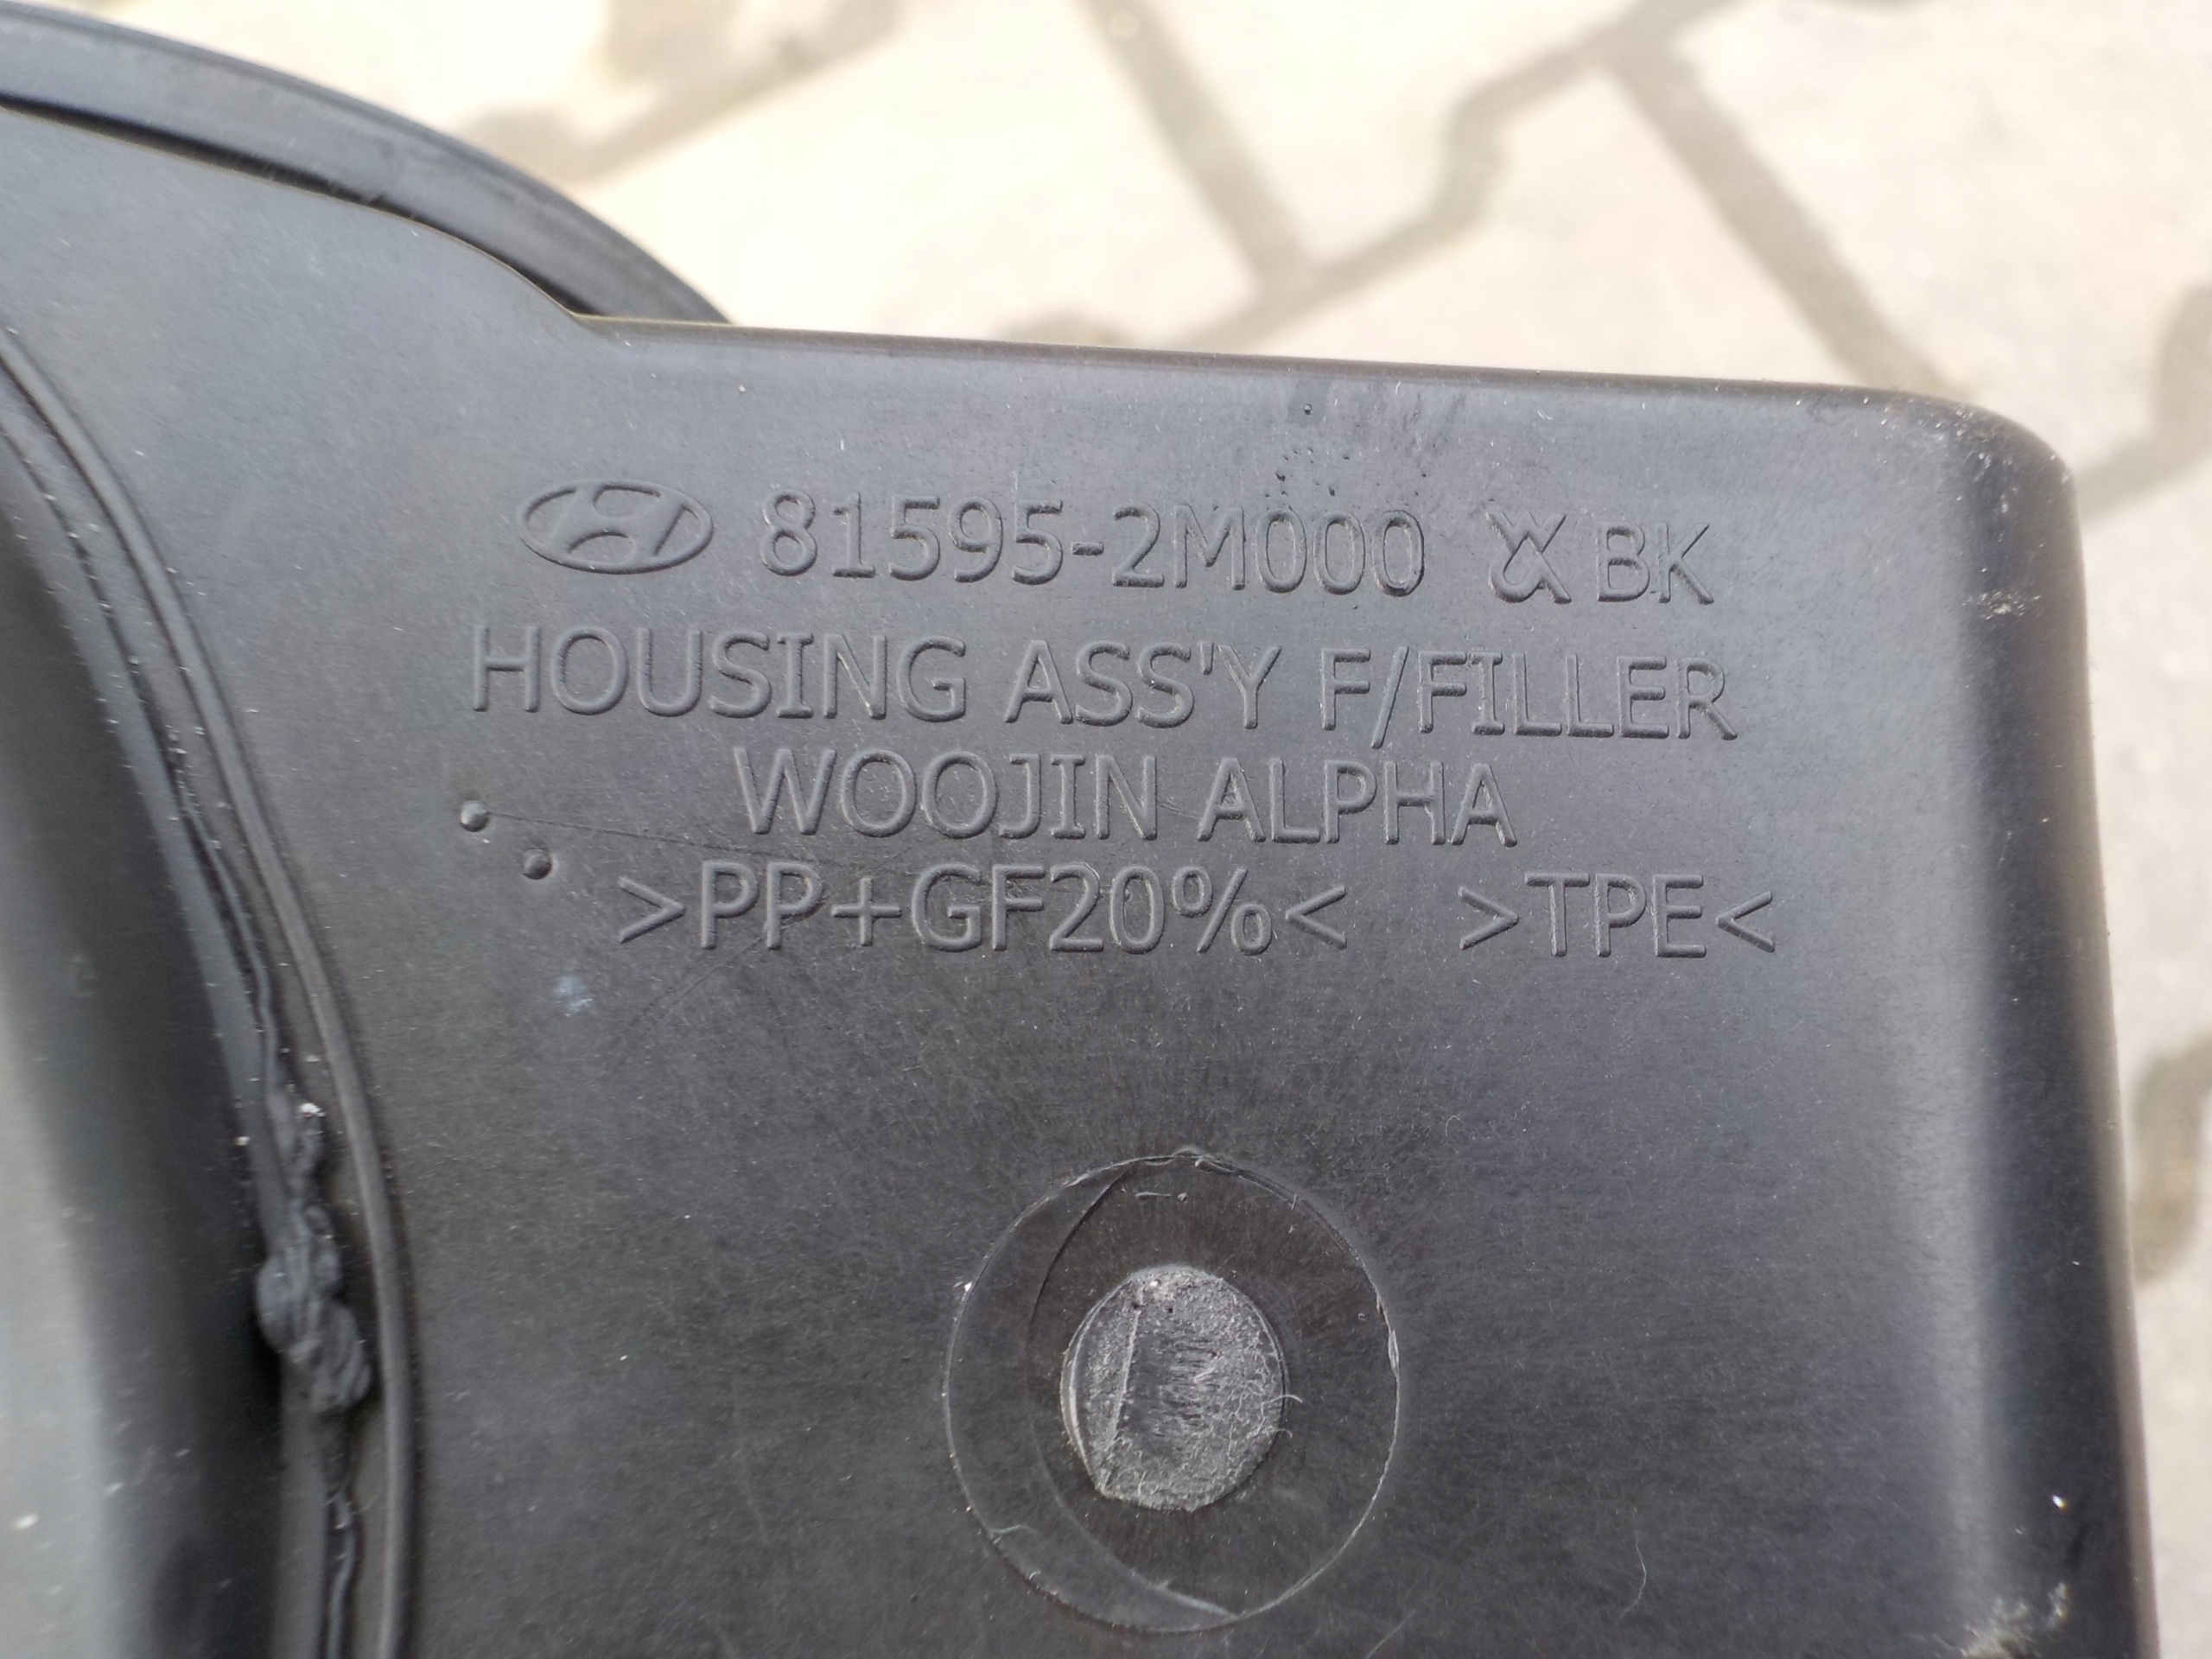 81595-2M000 BK
HOUSING ASS'Y F/FILLER
WOOJIN ALPHA
>PP+GF20%< >TPE<